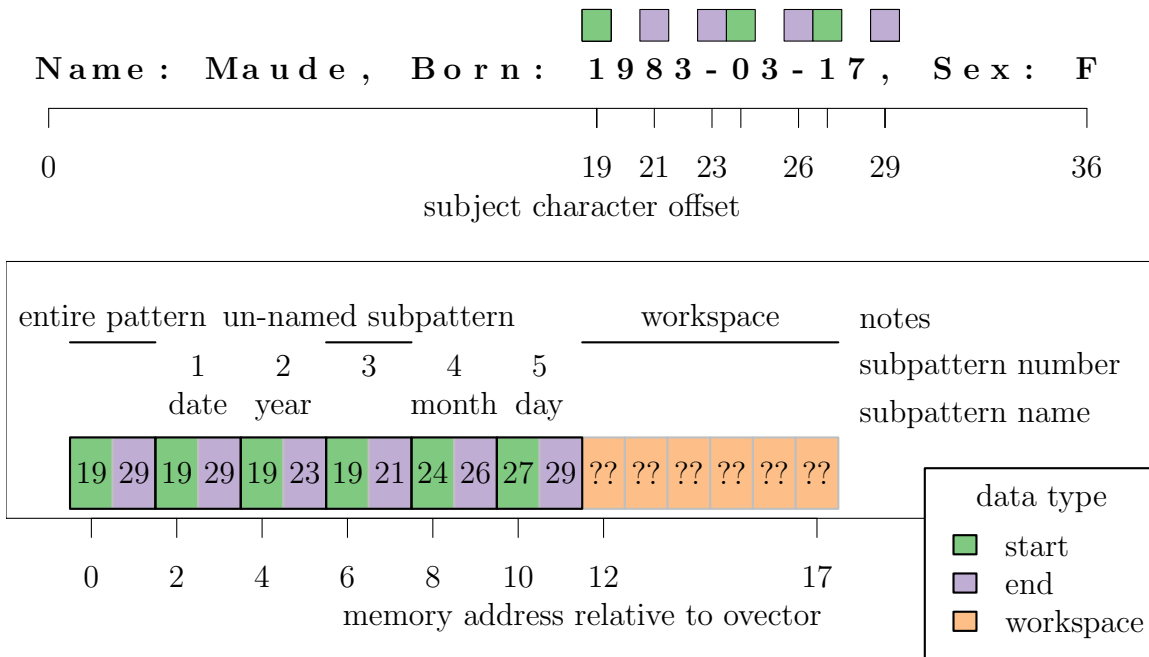 Name: Maude, Born: 1983-03-17, Sex: F
0 19 21 23 26 29 36
subject character offset
entire pattern un-named subpattern workspace notes
1 2 3 4 5 subpattern number
date year month day subpattern name
19 29 19 29 19 23 19 21 24 26 27 29 ?? ?? ?? ?? ?? ??
0 2 4 6 8 10 12 17
memory address relative to ovector
data type
start
end
workspace